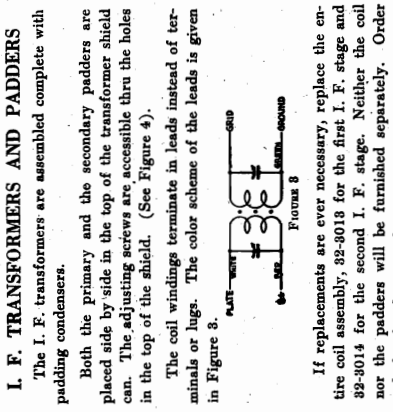 I. F. TRANSFORMERS AND PADDERS
The I. F. transformers are assembled complete with
padding condensers.
Both the primary and the secondary padders are
placed side by side in the top of the transformer shield
can. The adjusting screws are accessible thru the holes
in the top of the shield. (See Figure 4).
The coil windings terminate in leads instead of ter-
minals or lugs. The color scheme of the leads is given
in Figure 3.
PLATE WHITE GRID
B+ RED GREEN GROUND
FIGURE 3
If replacements are ever necessary, replace the en-
tire coil assembly, 32-3013 for the first I. F. stage and
32-3014 for the second I. F. stage. Neither the coil
nor the padders will be furnished separately. Order